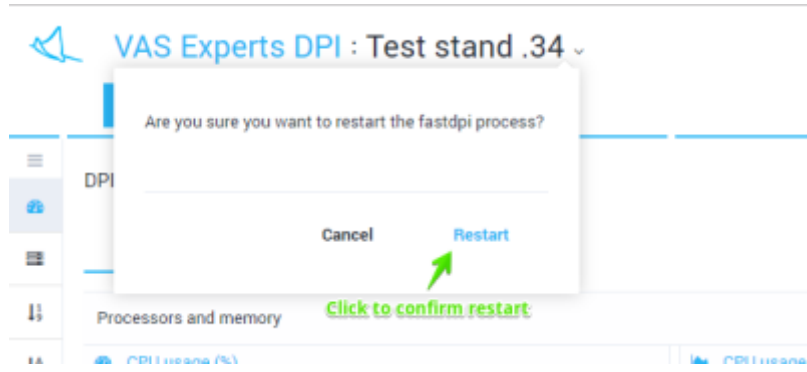 VAS Experts DPI : Test stand .34
Are you sure you want to restart the fastdpi process?
DPI
Cancel Restart
Click to confirm restart
Processors and memory
CPU usage (%) CPU usage